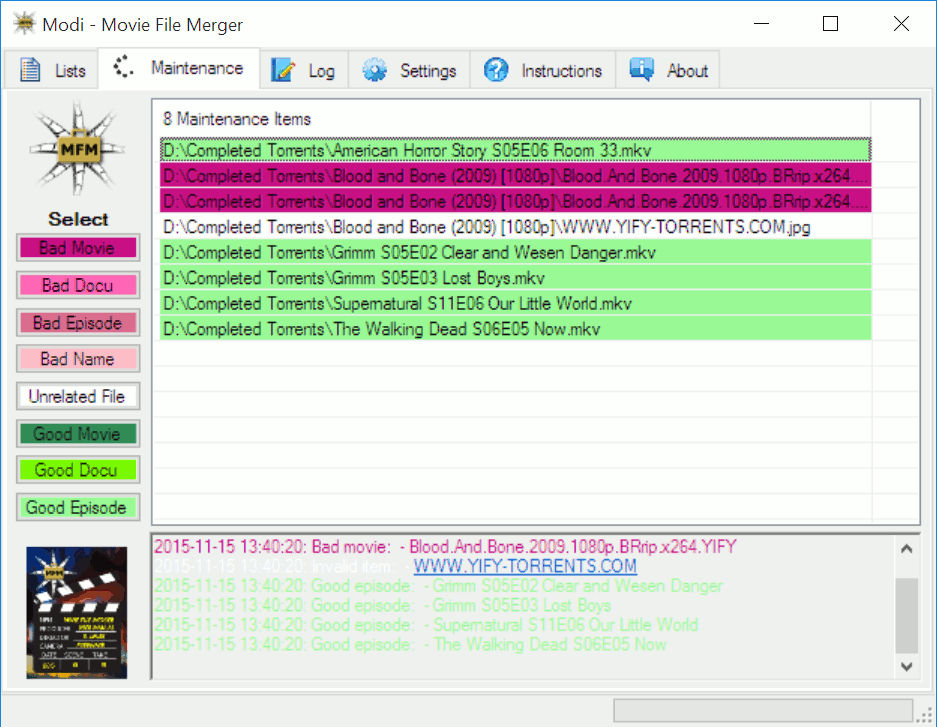 Modi - Movie File Merger
Lists Maintenance Log Settings Instructions About
MFM
Select
Bad Movie
Bad Docu
Bad Episode
Bad Name
Unrelated File
Good Movie
Good Docu
Good Episode
8 Maintenance Items
D:\Completed Torrents\American Horror Story S05E06 Room 33.mkv
D:\Completed Torrents\Blood and Bone (2009) [1080p]\Blood.And.Bone.2009.1080p.BRrip.x264....
D:\Completed Torrents\Blood and Bone (2009) [1080p]\Blood.And.Bone.2009.1080p.BRrip.x264....
D:\Completed Torrents\Blood and Bone (2009) [1080p]\WWW.YIFY-TORRENTS.COM.jpg
D:\Completed Torrents\Grimm S05E02 Clear and Wesen Danger.mkv
D:\Completed Torrents\Grimm S05E03 Lost Boys.mkv
D:\Completed Torrents\Supernatural S11E06 Our Little World.mkv
D:\Completed Torrents\The Walking Dead S06E05 Now.mkv
MFM
DATE SCENE TAKE
2015-11-15 13:40:20: Bad movie: - Blood.And.Bone.2009.1080p.BRrip.x264.YIFY
2015-11-15 13:40:20: Invalid item: - WWW.YIFY-TORRENTS.COM
2015-11-15 13:40:20: Good episode: - Grimm S05E02 Clear and Wesen Danger
2015-11-15 13:40:20: Good episode: - Grimm S05E03 Lost Boys
2015-11-15 13:40:20: Good episode: - Supernatural S11E06 Our Little World
2015-11-15 13:40:20: Good episode: - The Walking Dead S06E05 Now